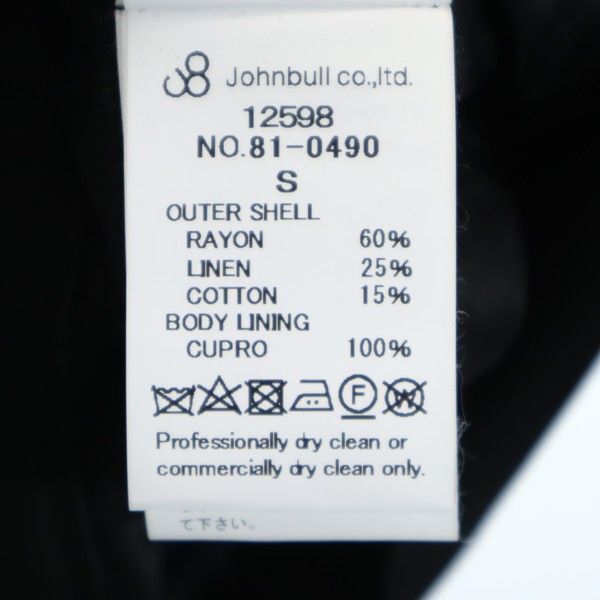 Johnbull co.,ltd.
12598
NO.81-0490
S
OUTER SHELL
RAYON 60%
LINEN 25%
COTTON 15%
BODY LINING
CUPRO 100%
F W
Professionally dry clean or
commercially dry clean only.
て下さい。